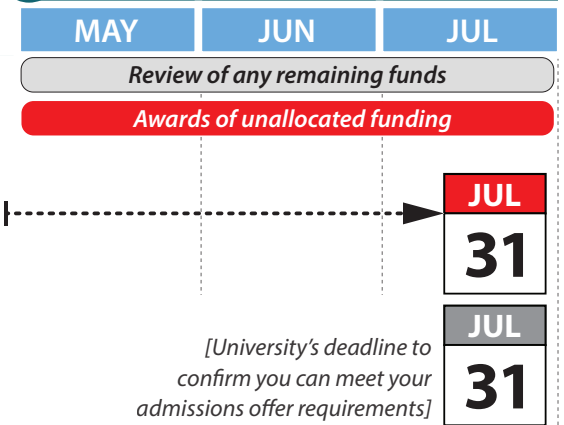 MAY JUN JUL
Review of any remaining funds
Awards of unallocated funding
JUL
31
JUL
31
[University’s deadline to
confirm you can meet your
admissions offer requirements]